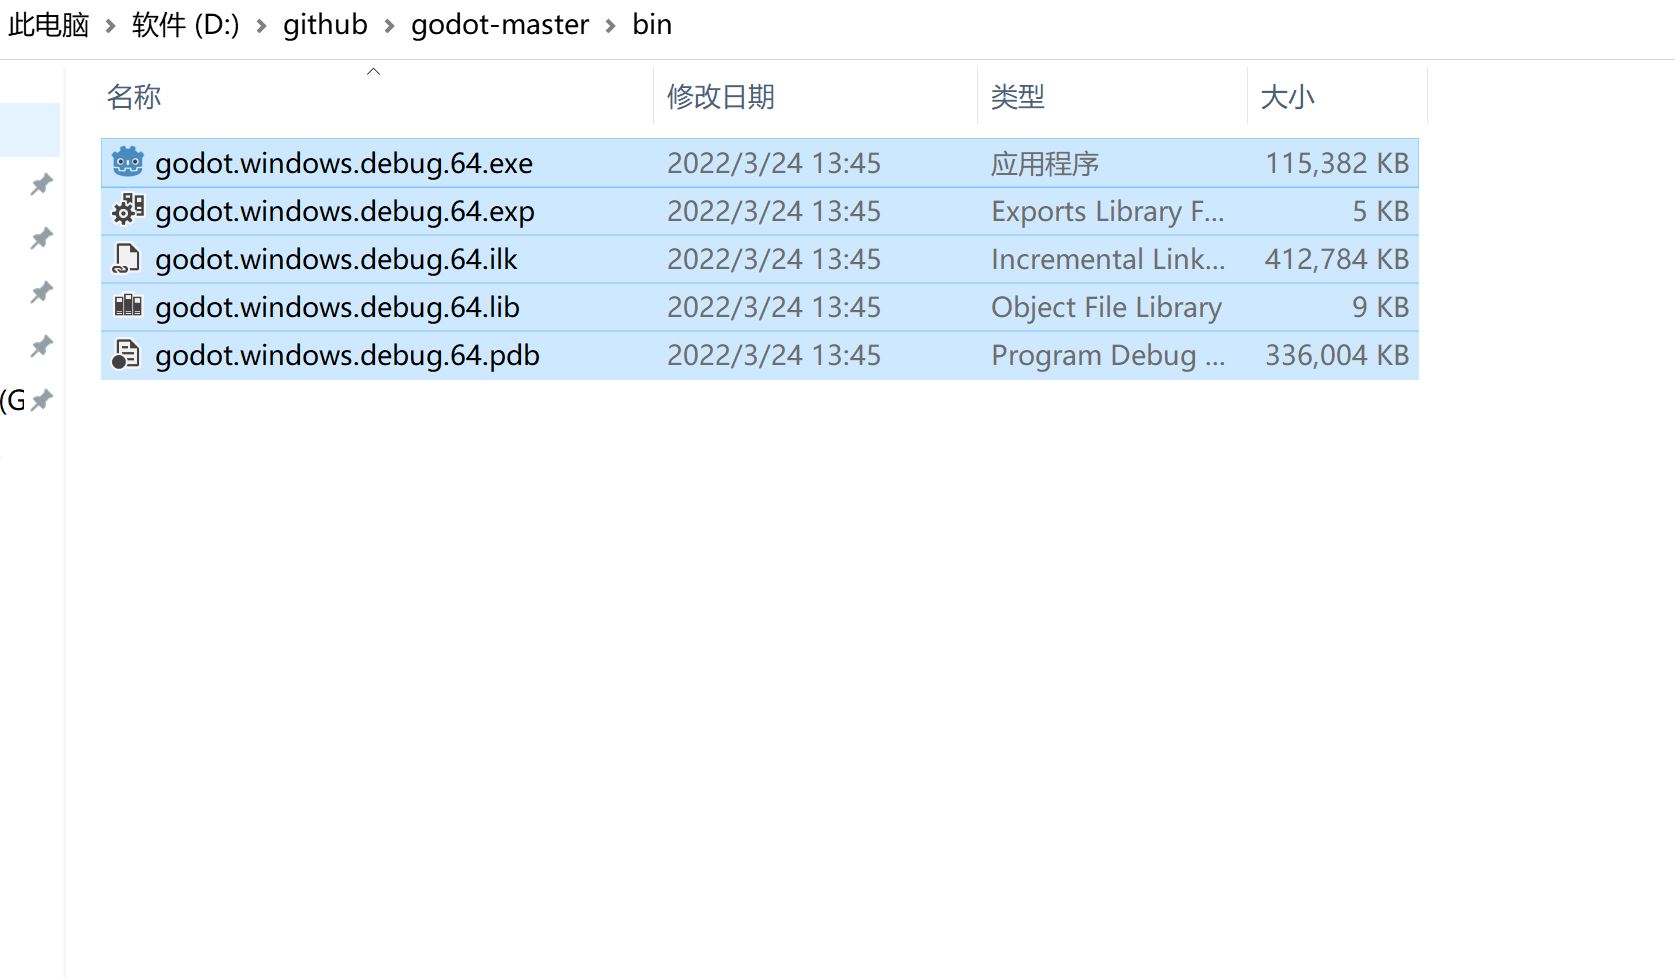 此电脑 > 软件 (D:) > github > godot-master > bin
名称 修改日期 类型 大小
godot.windows.debug.64.exe 2022/3/24 13:45 应用程序 115,382 KB
godot.windows.debug.64.exp 2022/3/24 13:45 Exports Library F... 5 KB
godot.windows.debug.64.ilk 2022/3/24 13:45 Incremental Link... 412,784 KB
godot.windows.debug.64.lib 2022/3/24 13:45 Object File Library 9 KB
godot.windows.debug.64.pdb 2022/3/24 13:45 Program Debug ... 336,004 KB
(G